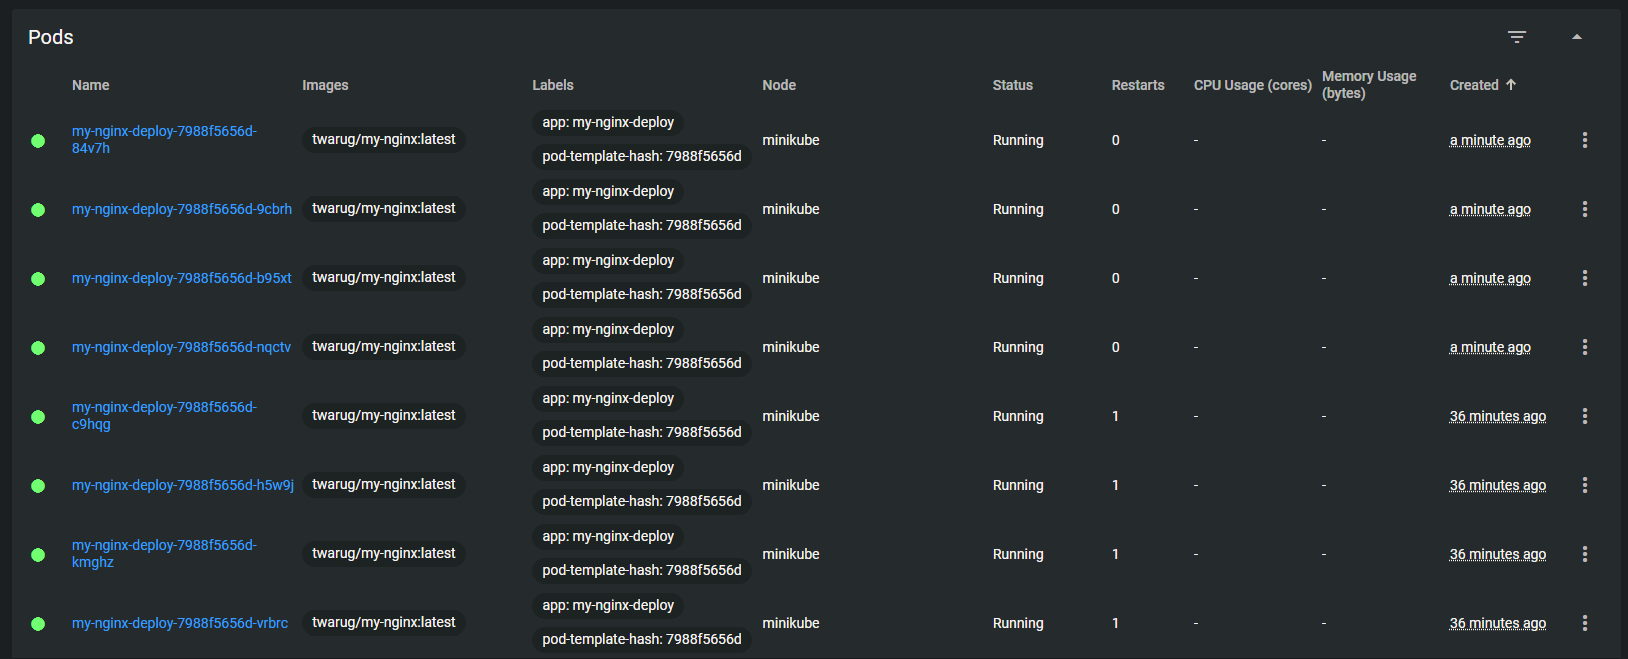 Pods
Name Images Labels Node Status Restarts CPU Usage (cores) Memory Usage (bytes) Created
my-nginx-deploy-7988f5656d-84v7h twarug/my-nginx:latest app: my-nginx-deploy pod-template-hash: 7988f5656d minikube Running 0 - - a minute ago
my-nginx-deploy-7988f5656d-9cbrh twarug/my-nginx:latest app: my-nginx-deploy pod-template-hash: 7988f5656d minikube Running 0 - - a minute ago
my-nginx-deploy-7988f5656d-b95xt twarug/my-nginx:latest app: my-nginx-deploy pod-template-hash: 7988f5656d minikube Running 0 - - a minute ago
my-nginx-deploy-7988f5656d-nqctv twarug/my-nginx:latest app: my-nginx-deploy pod-template-hash: 7988f5656d minikube Running 0 - - a minute ago
my-nginx-deploy-7988f5656d-c9hqg twarug/my-nginx:latest app: my-nginx-deploy pod-template-hash: 7988f5656d minikube Running 1 - - 36 minutes ago
my-nginx-deploy-7988f5656d-h5w9j twarug/my-nginx:latest app: my-nginx-deploy pod-template-hash: 7988f5656d minikube Running 1 - - 36 minutes ago
my-nginx-deploy-7988f5656d-kmghz twarug/my-nginx:latest app: my-nginx-deploy pod-template-hash: 7988f5656d minikube Running 1 - - 36 minutes ago
my-nginx-deploy-7988f5656d-vrbrc twarug/my-nginx:latest app: my-nginx-deploy pod-template-hash: 7988f5656d minikube Running 1 - - 36 minutes ago